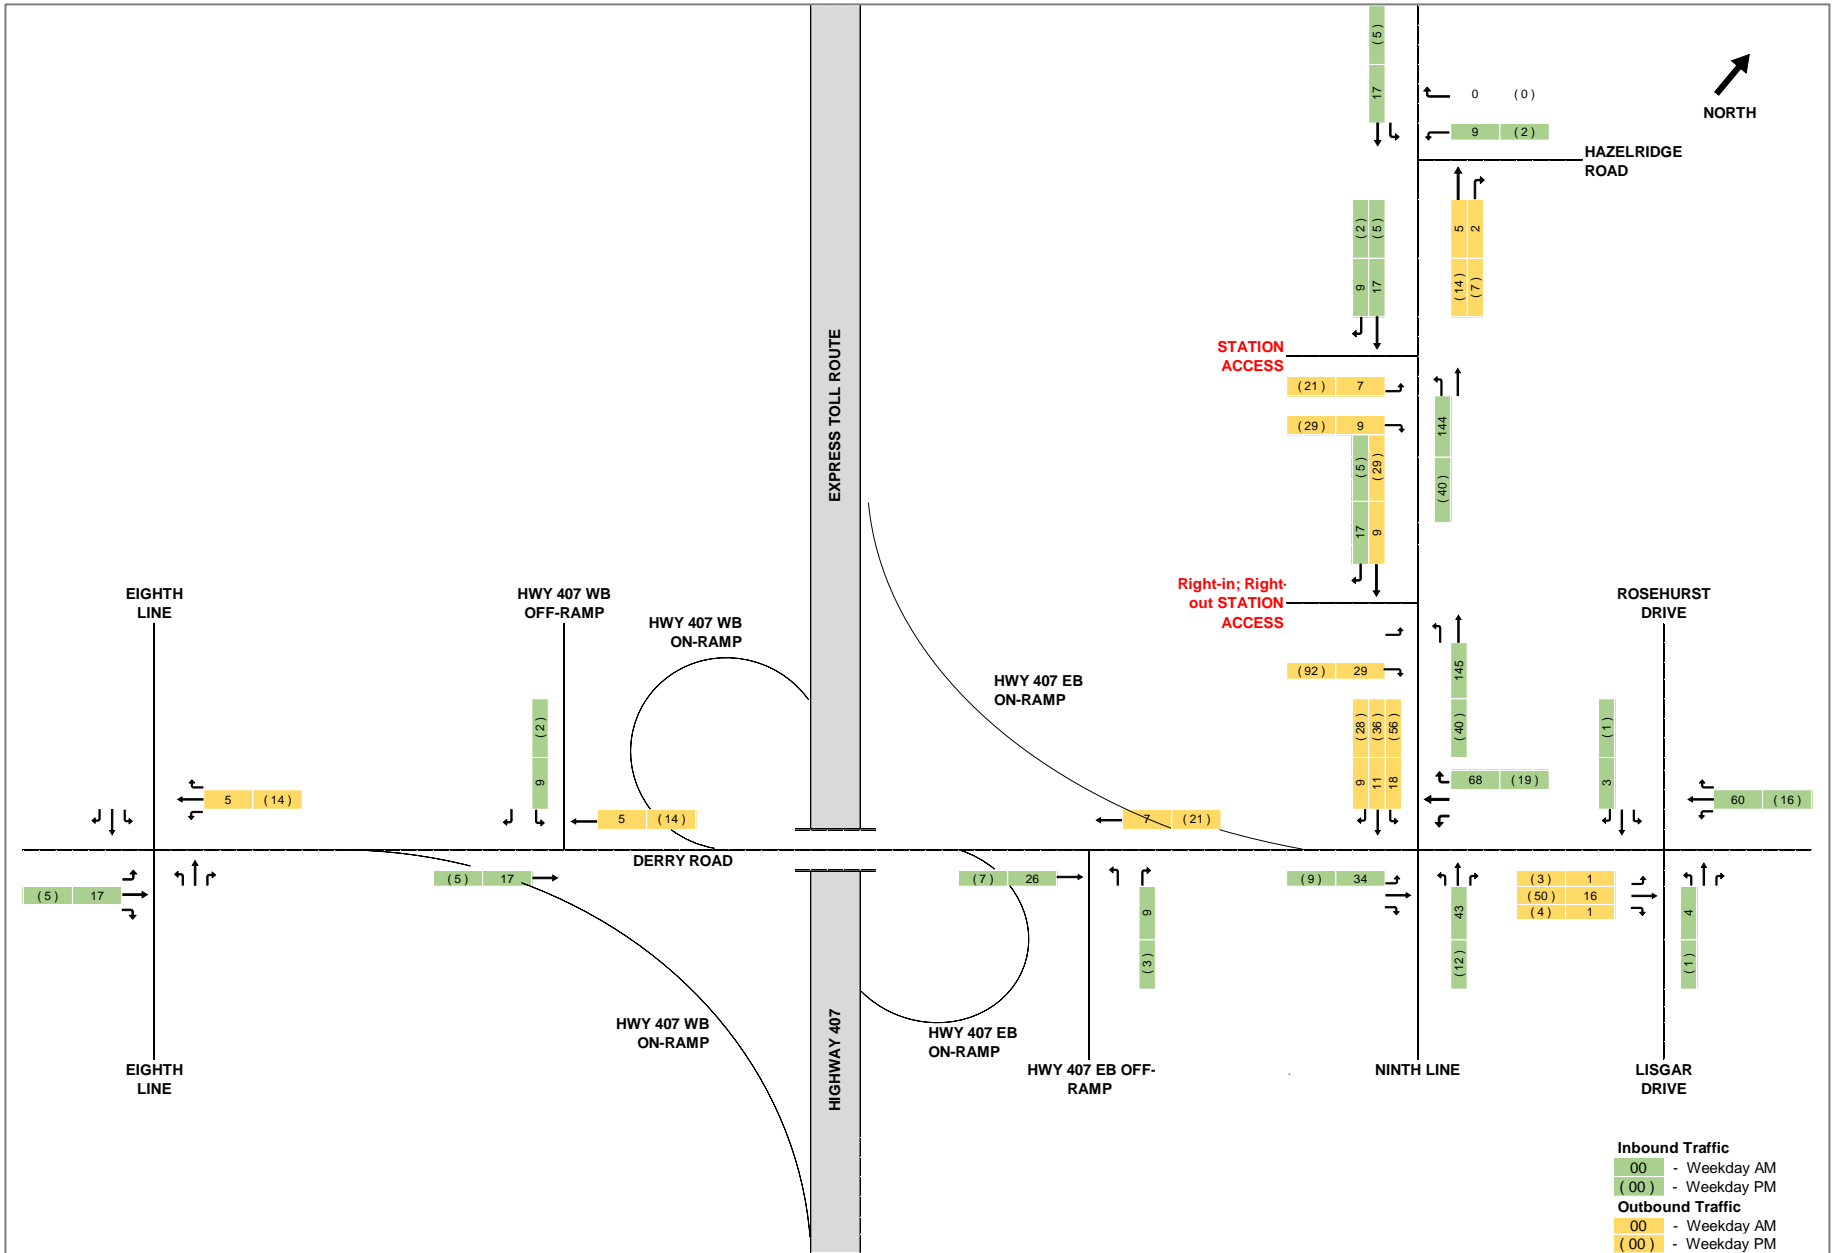 ( 5 )
17
0 ( 0 )
9 ( 2 )
NORTH
HAZELRIDGE
ROAD
( 2 ) ( 5 )
9 17
5 2
( 14 ) ( 7 )
STATION
ACCESS
( 21 ) 7
( 29 ) 9
144
( 40 )
( 5 ) ( 29 )
17 9
EXPRESS TOLL ROUTE
Right-in; Right-
out STATION
ACCESS
EIGHTH
LINE
HWY 407 WB
OFF-RAMP
HWY 407 WB
ON-RAMP
HWY 407 EB
ON-RAMP
ROSEHURST
DRIVE
( 92 ) 29
145
( 40 )
( 2 )
9
( 28 ) ( 36 ) ( 56 )
9 11 18
68 ( 19 )
( 1 )
3
60 ( 16 )
5 ( 14 )
5 ( 14 )
7 ( 21 )
DERRY ROAD
( 5 ) 17
( 5 ) 17
( 7 ) 26
9
( 3 )
( 9 ) 34
43
( 12 )
( 3 ) 1
( 50 ) 16
( 4 ) 1
4
( 1 )
HIGHWAY 407
HWY 407 WB
ON-RAMP
HWY 407 EB
ON-RAMP
EIGHTH
LINE
HWY 407 EB OFF-
RAMP
NINTH LINE
LISGAR
DRIVE
Inbound Traffic
00 - Weekday AM
( 00 ) - Weekday PM
Outbound Traffic
00 - Weekday AM
( 00 ) - Weekday PM